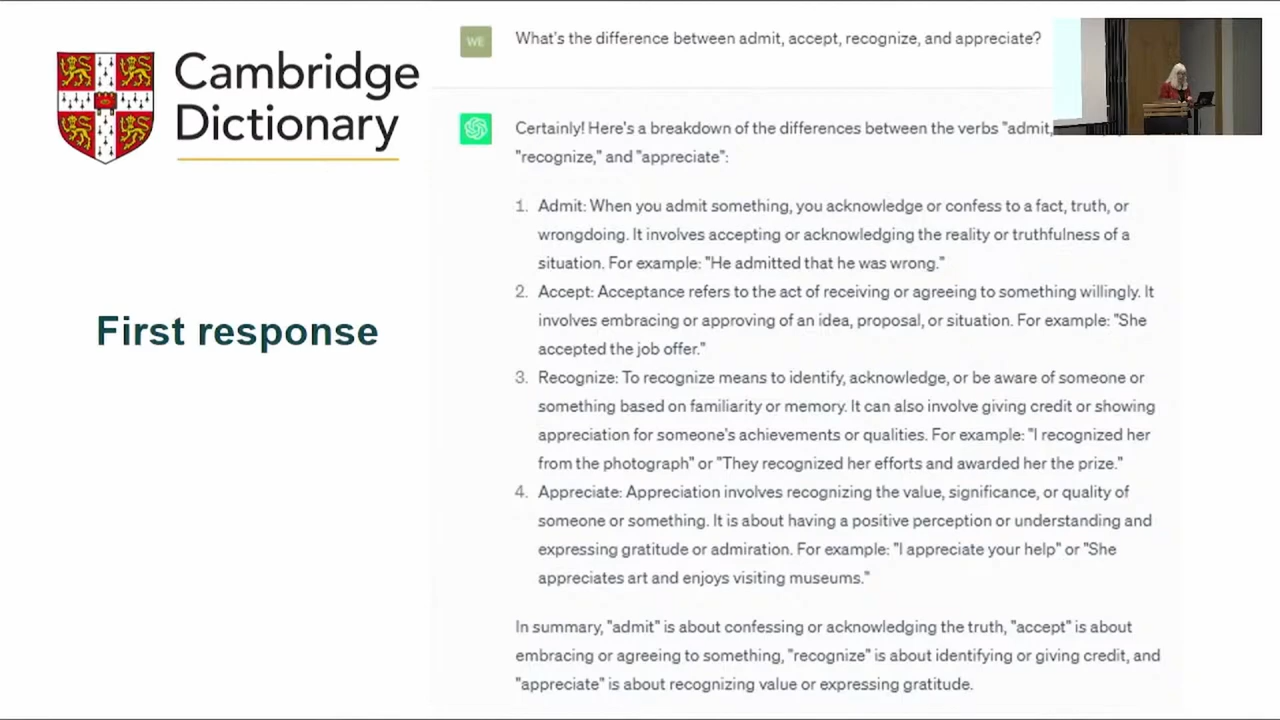 Cambridge
Dictionary
First response
WE
What's the difference between admit, accept, recognize, and appreciate?
Certainly! Here's a breakdown of the differences between the verbs "admit,
"recognize," and "appreciate":
1. Admit: When you admit something, you acknowledge or confess to a fact, truth, or
wrongdoing. It involves accepting or acknowledging the reality or truthfulness of a
situation. For example: "He admitted that he was wrong."
2. Accept: Acceptance refers to the act of receiving or agreeing to something willingly. It
involves embracing or approving of an idea, proposal, or situation. For example: "She
accepted the job offer."
3. Recognize: To recognize means to identify, acknowledge, or be aware of someone or
something based on familiarity or memory. It can also involve giving credit or showing
appreciation for someone's achievements or qualities. For example: "I recognized her
from the photograph" or "They recognized her efforts and awarded her the prize."
4. Appreciate: Appreciation involves recognizing the value, significance, or quality of
someone or something. It is about having a positive perception or understanding and
expressing gratitude or admiration. For example: "I appreciate your help" or "She
appreciates art and enjoys visiting museums."
In summary, "admit" is about confessing or acknowledging the truth, "accept" is about
embracing or agreeing to something, "recognize" is about identifying or giving credit, and
"appreciate" is about recognizing value or expressing gratitude.